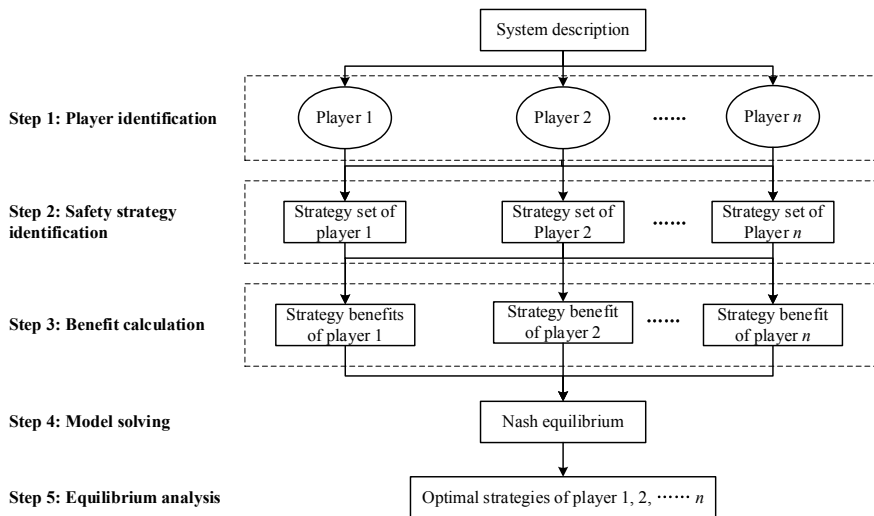 System description
Step 1: Player identification
Player 1
Player 2
......
Player n
Step 2: Safety strategy
identification
Strategy set of
player 1
Strategy set of
Player 2
......
Strategy set of
Player n
Step 3: Benefit calculation
Strategy benefits
of player 1
Strategy benefit
of player 2
......
Strategy benefit
of player n
Step 4: Model solving
Nash equilibrium
Step 5: Equilibrium analysis
Optimal strategies of player 1, 2, ...... n